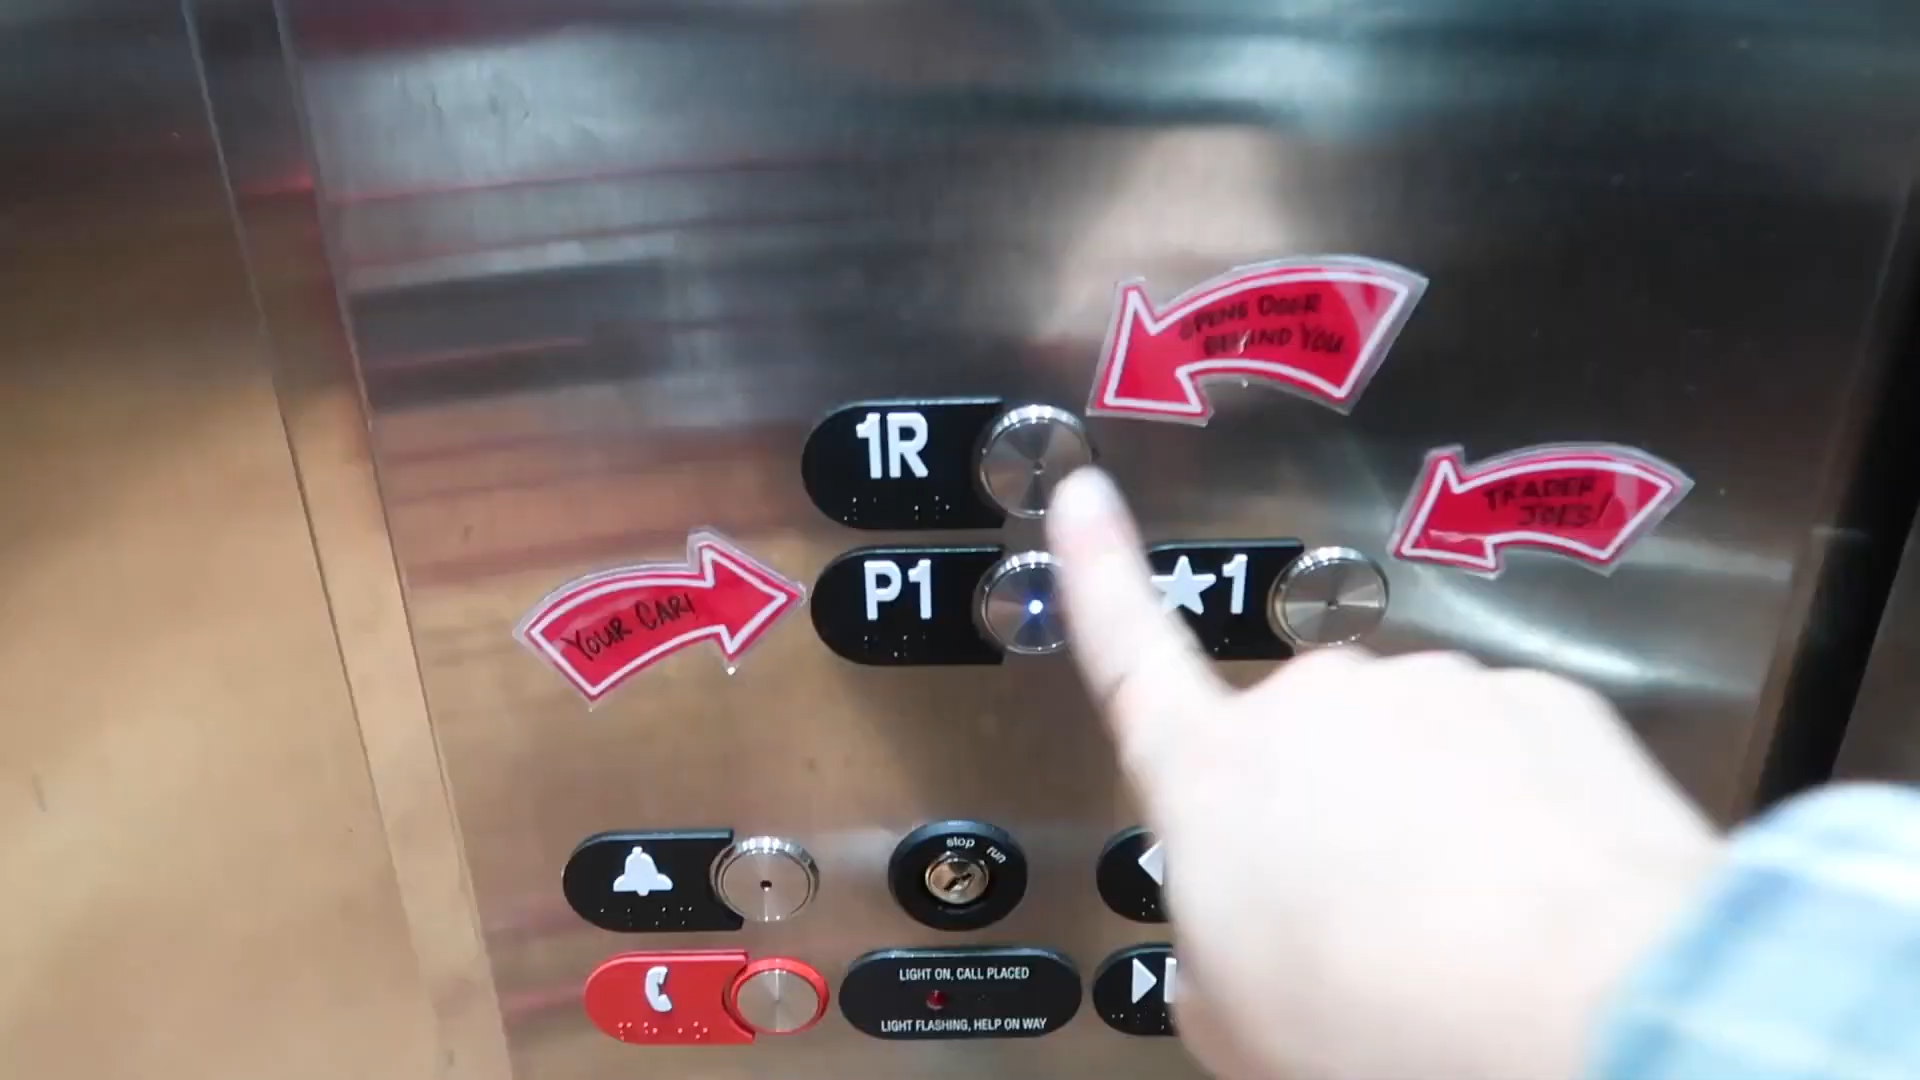 OPENS DOOR
BEHIND YOU
1R
TRADER
JOES!
P1
★1
YOUR CAR!
stop
run
LIGHT ON, CALL PLACED
LIGHT FLASHING, HELP ON WAY